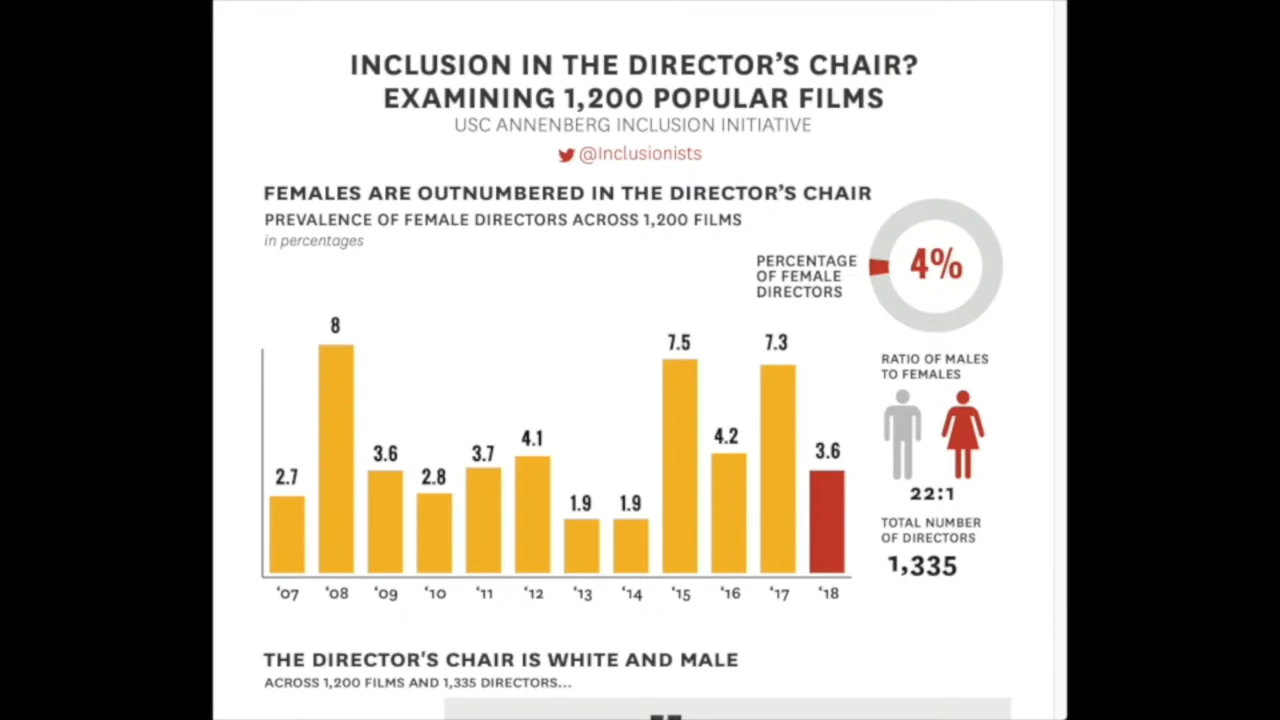 INCLUSION IN THE DIRECTOR'S CHAIR?
EXAMINING 1,200 POPULAR FILMS
USC ANNENBERG INCLUSION INITIATIVE
@Inclusionists
FEMALES ARE OUTNUMBERED IN THE DIRECTOR'S CHAIR
PREVALENCE OF FEMALE DIRECTORS ACROSS 1,200 FILMS
in percentages
PERCENTAGE
OF FEMALE
DIRECTORS
4%
2.7
8
3.6
2.8
3.7
4.1
1.9
1.9
7.5
4.2
7.3
3.6
'07 '08 '09 '10 '11 '12 '13 '14 '15 '16 '17 '18
RATIO OF MALES
TO FEMALES
22:1
TOTAL NUMBER
OF DIRECTORS
1,335
THE DIRECTOR'S CHAIR IS WHITE AND MALE
ACROSS 1,200 FILMS AND 1,335 DIRECTORS...